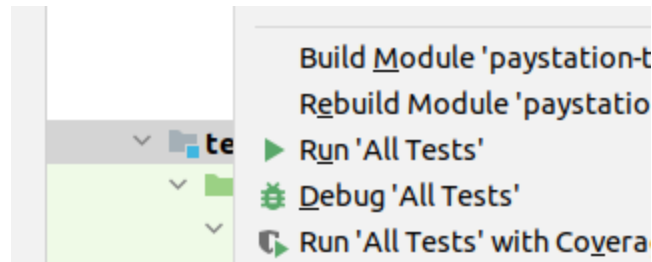 Build Module 'paystation-t
Rebuild Module 'paystatio
te
Run 'All Tests'
Debug 'All Tests'
Run 'All Tests' with Covera